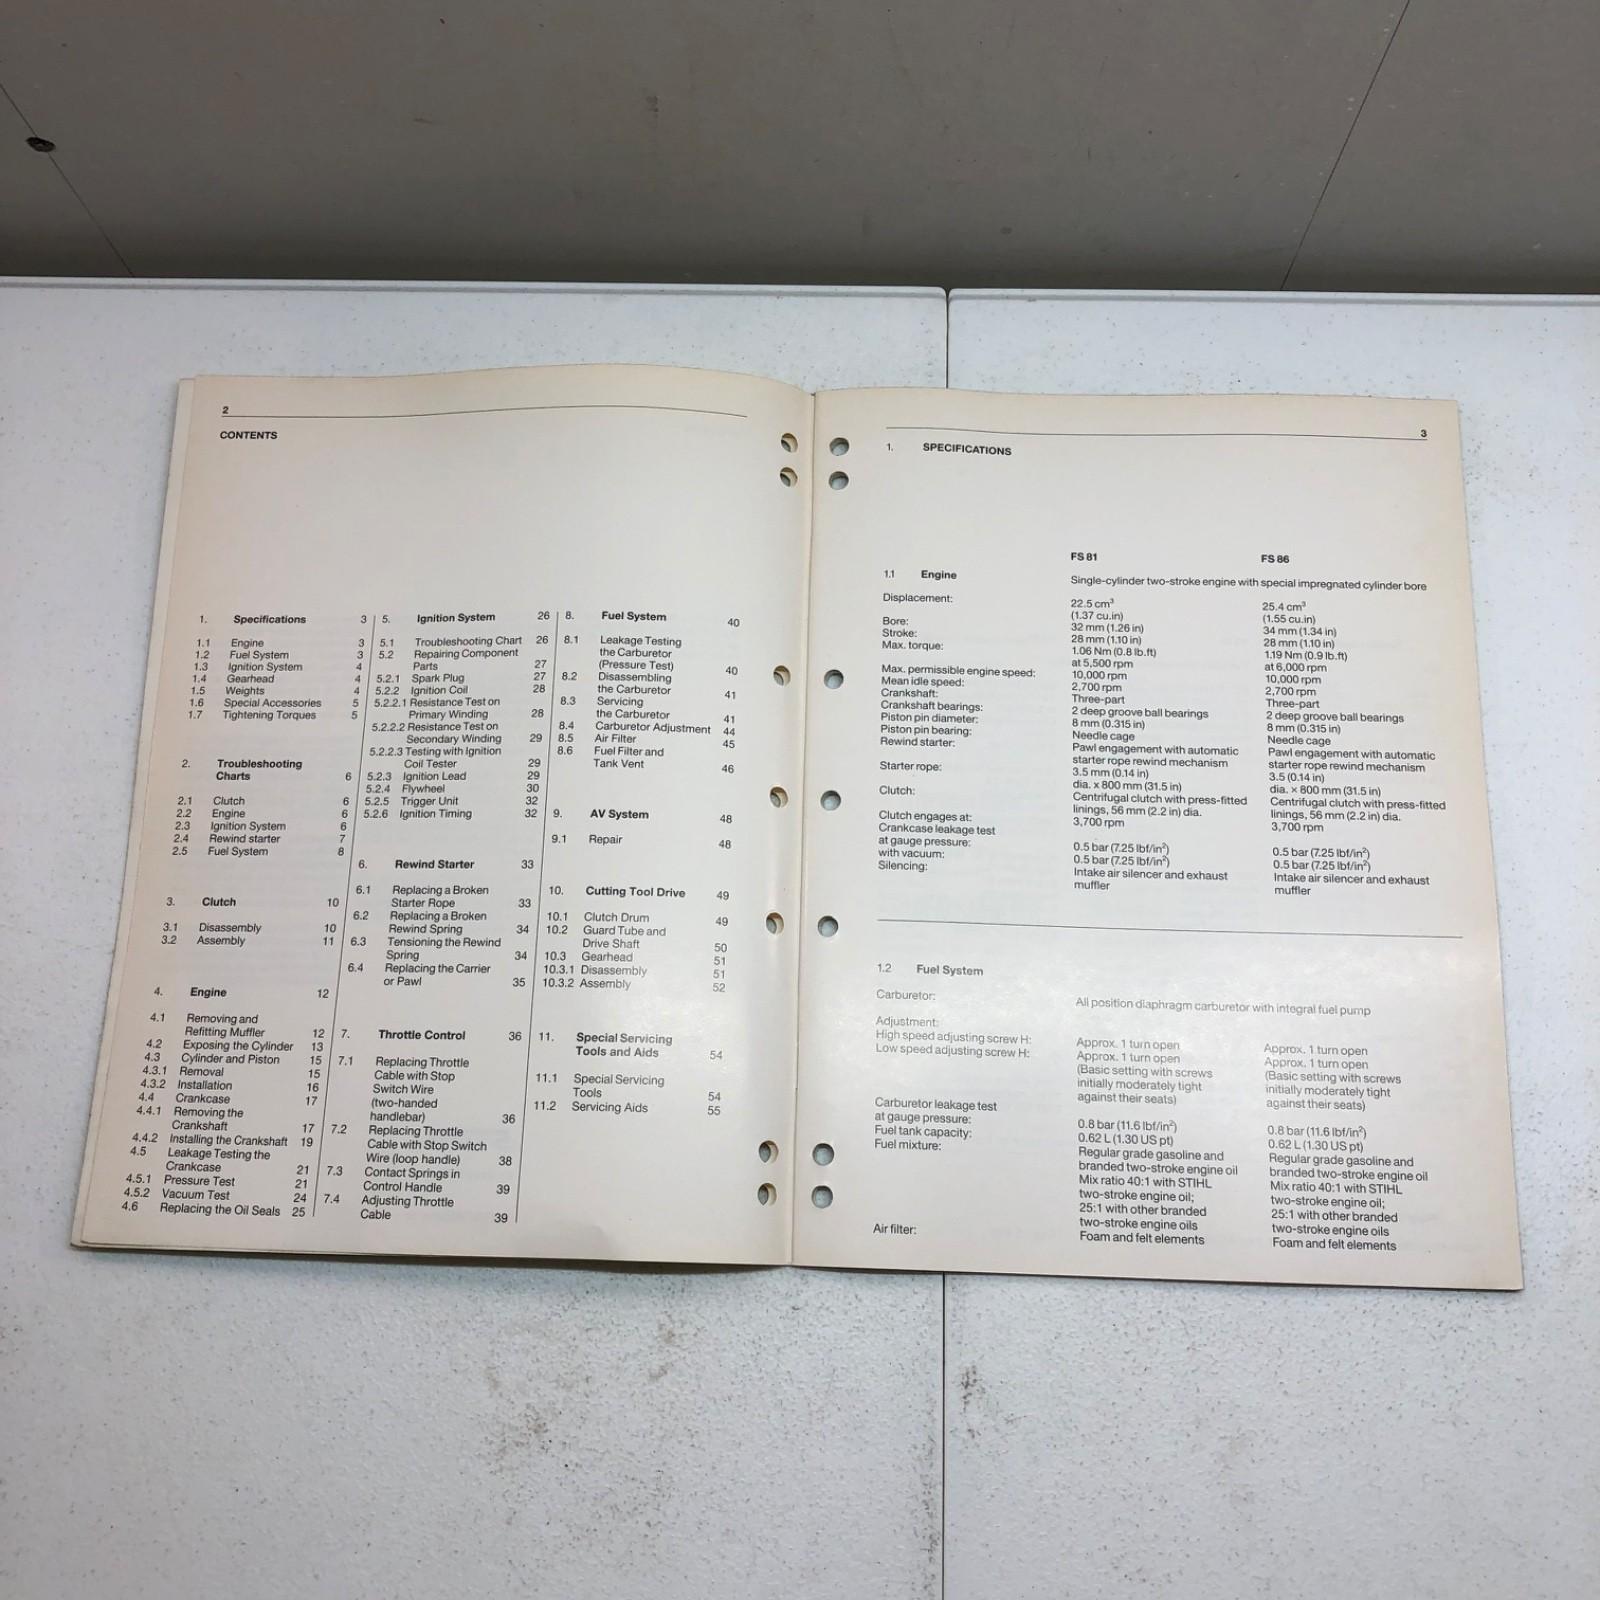 2
CONTENTS
1. Specifications 3
1.1 Engine 3
1.2 Fuel System 3
1.3 Ignition System 4
1.4 Gearhead 4
1.5 Weights 4
1.6 Special Accessories 5
1.7 Tightening Torques 5
2. Troubleshooting
Charts 6
2.1 Clutch 6
2.2 Engine 6
2.3 Ignition System 6
2.4 Rewind starter 7
2.5 Fuel System 8
3. Clutch 10
3.1 Disassembly 10
3.2 Assembly 11
4. Engine 12
4.1 Removing and
Refitting Muffler 12
4.2 Exposing the Cylinder 13
4.3 Cylinder and Piston 15
4.3.1 Removal 15
4.3.2 Installation 16
4.4 Crankcase 17
4.4.1 Removing the
Crankshaft 17
4.4.2 Installing the Crankshaft 19
4.5 Leakage Testing the
Crankcase 21
4.5.1 Pressure Test 21
4.5.2 Vacuum Test 24
4.6 Replacing the Oil Seals 25
5. Ignition System 26
5.1 Troubleshooting Chart 26
5.2 Repairing Component
Parts 27
5.2.1 Spark Plug 27
5.2.2 Ignition Coil 28
5.2.2.1 Resistance Test on
Primary Winding 28
5.2.2.2 Resistance Test on
Secondary Winding 29
5.2.2.3 Testing with Ignition
Coil Tester 29
5.2.3 Ignition Lead 29
5.2.4 Flywheel 30
5.2.5 Trigger Unit 32
5.2.6 Ignition Timing 32
6. Rewind Starter 33
6.1 Replacing a Broken
Starter Rope 33
6.2 Replacing a Broken
Rewind Spring 34
6.3 Tensioning the Rewind
Spring 34
6.4 Replacing the Carrier
or Pawl 35
7. Throttle Control 36
7.1 Replacing Throttle
Cable with Stop
Switch Wire
(two-handed
handlebar) 36
7.2 Replacing Throttle
Cable with Stop Switch
Wire (loop handle) 38
7.3 Contact Springs in
Control Handle 39
7.4 Adjusting Throttle
Cable 39
8. Fuel System 40
8.1 Leakage Testing
the Carburetor
(Pressure Test) 40
8.2 Disassembling
the Carburetor 41
8.3 Servicing
the Carburetor 41
8.4 Carburetor Adjustment 44
8.5 Air Filter 45
8.6 Fuel Filter and
Tank Vent 46
9. AV System 48
9.1 Repair 48
10. Cutting Tool Drive 49
10.1 Clutch Drum 49
10.2 Guard Tube and
Drive Shaft 50
10.3 Gearhead 51
10.3.1 Disassembly 51
10.3.2 Assembly 52
11. Special Servicing
Tools and Aids 54
11.1 Special Servicing
Tools 54
11.2 Servicing Aids 55
3
1. SPECIFICATIONS
FS 81 FS 86
1.1 Engine Single-cylinder two-stroke engine with special impregnated cylinder bore
Displacement: 22.5 cm³ 25.4 cm³
(1.37 cu.in) (1.55 cu.in)
Bore: 32 mm (1.26 in) 34 mm (1.34 in)
Stroke: 28 mm (1.10 in) 28 mm (1.10 in)
Max. torque: 1.06 Nm (0.8 lb.ft) 1.19 Nm (0.9 lb.ft)
at 5,500 rpm at 6,000 rpm
Max. permissible engine speed: 10,000 rpm 10,000 rpm
Mean idle speed: 2,700 rpm 2,700 rpm
Crankshaft: Three-part Three-part
Crankshaft bearings: 2 deep groove ball bearings 2 deep groove ball bearings
Piston pin diameter: 8 mm (0.315 in) 8 mm (0.315 in)
Piston pin bearing: Needle cage Needle cage
Rewind starter: Pawl engagement with automatic Pawl engagement with automatic
starter rope rewind mechanism starter rope rewind mechanism
Starter rope: 3.5 mm (0.14 in) 3.5 (0.14 in)
dia. x 800 mm (31.5 in) dia. × 800 mm (31.5 in)
Clutch: Centrifugal clutch with press-fitted Centrifugal clutch with press-fitted
linings, 56 mm (2.2 in) dia. linings, 56 mm (2.2 in) dia.
Clutch engages at: 3,700 rpm 3,700 rpm
Crankcase leakage test
at gauge pressure: 0.5 bar (7.25 lbf/in²) 0.5 bar (7.25 lbf/in²)
with vacuum: 0.5 bar (7.25 lbf/in²) 0.5 bar (7.25 lbf/in²)
Silencing: Intake air silencer and exhaust Intake air silencer and exhaust
muffler muffler
1.2 Fuel System
Carburetor: All position diaphragm carburetor with integral fuel pump
Adjustment:
High speed adjusting screw H: Approx. 1 turn open Approx. 1 turn open
Low speed adjusting screw H: Approx. 1 turn open Approx. 1 turn open
(Basic setting with screws (Basic setting with screws
initially moderately tight initially moderately tight
against their seats) against their seats)
Carburetor leakage test
at gauge pressure: 0.8 bar (11.6 lbf/in²) 0.8 bar (11.6 lbf/in²)
Fuel tank capacity: 0.62 L (1.30 US pt) 0.62 L (1.30 US pt)
Fuel mixture: Regular grade gasoline and Regular grade gasoline and
branded two-stroke engine oil branded two-stroke engine oil
Mix ratio 40:1 with STIHL Mix ratio 40:1 with STIHL
two-stroke engine oil; two-stroke engine oil;
25:1 with other branded 25:1 with other branded
two-stroke engine oils two-stroke engine oils
Air filter: Foam and felt elements Foam and felt elements